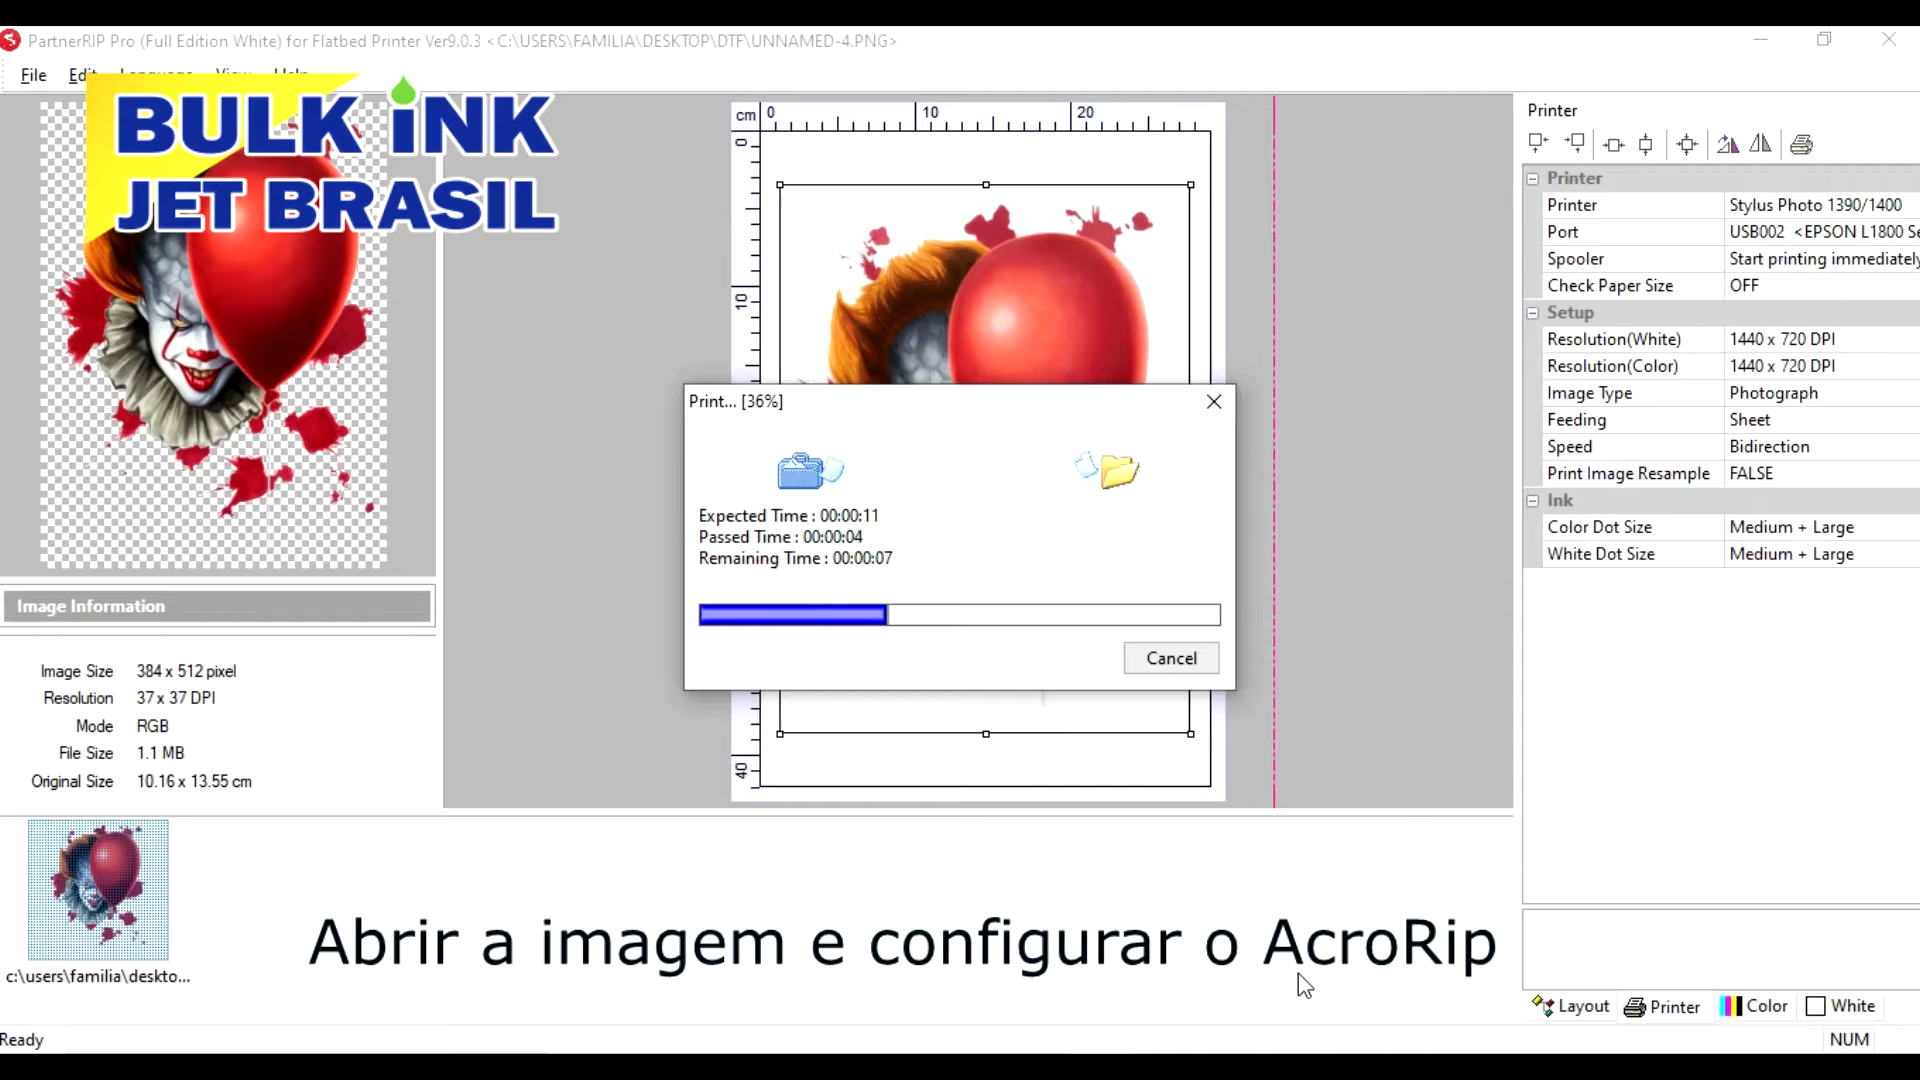 PartnerRIP Pro (Full Edition White) for Flatbed Printer Ver9.0.3 <C:\USERS\FAMILIA\DESKTOP\DTF\UNNAMED-4.PNG>
File Edit Language View Help
BULK iNK
JET BRASIL
cm 0 10 20
0
10
40
Print... [36%]
Expected Time : 00:00:11
Passed Time : 00:00:04
Remaining Time : 00:00:07
Cancel
Printer
Printer
Printer Stylus Photo 1390/1400
Port USB002 <EPSON L1800 Se
Spooler Start printing immediately
Check Paper Size OFF
Setup
Resolution(White) 1440 x 720 DPI
Resolution(Color) 1440 x 720 DPI
Image Type Photograph
Feeding Sheet
Speed Bidirection
Print Image Resample FALSE
Ink
Color Dot Size Medium + Large
White Dot Size Medium + Large
Image Information
Image Size 384 x 512 pixel
Resolution 37 x 37 DPI
Mode RGB
File Size 1.1 MB
Original Size 10.16 x 13.55 cm
c:\users\familia\deskto...
Abrir a imagem e configurar o AcroRip
Layout Printer Color White
Ready NUM